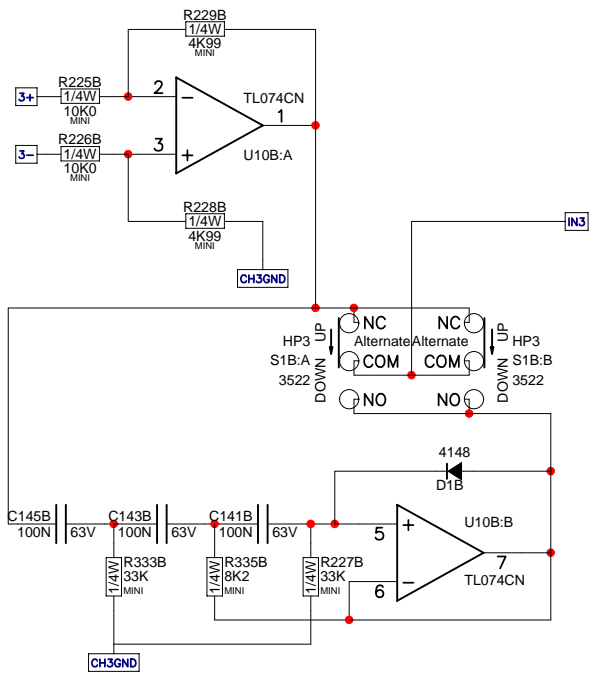 R229B
1/4W
4K99
MINI
3+
R225B
1/4W
10K0
MINI
2
TL074CN
1
3-
R226B
1/4W
10K0
MINI
3
U10B:A
R228B
1/4W
4K99
MINI
IN3
CH3GND
HP3
S1B:A
3522
UP
DOWN
NC
Alternate
COM
NO
NC
Alternate
COM
NO
UP
DOWN
HP3
S1B:B
3522
4148
D1B
C145B
100N
63V
C143B
100N
63V
C141B
100N
63V
5
6
7
U10B:B
TL074CN
R333B
1/4W
33K
MINI
R335B
1/4W
8K2
MINI
R227B
1/4W
33K
MINI
CH3GND